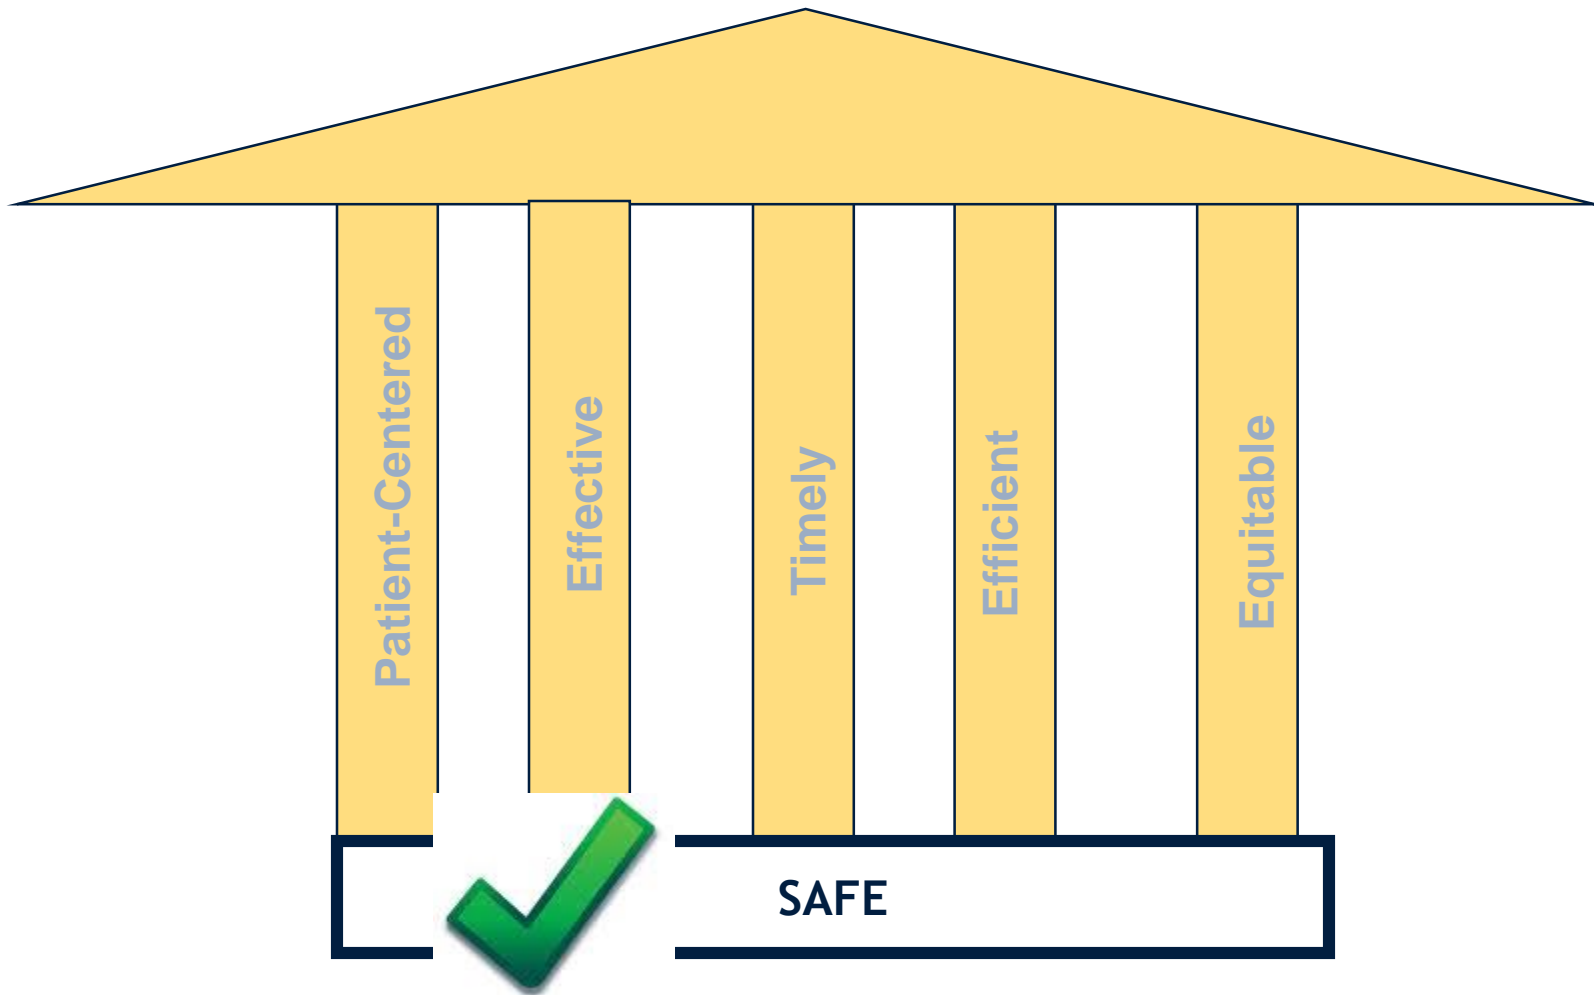 Patient-Centered
Effective
Timely
Efficient
Equitable
SAFE